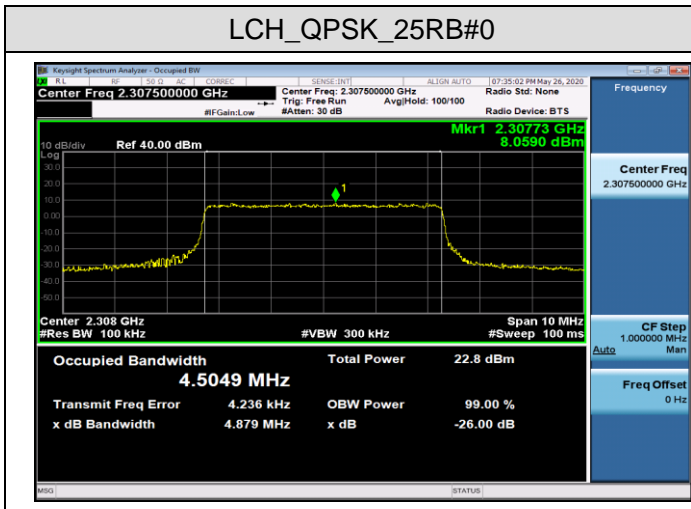 LCH_QPSK_25RB#0
Keysight Spectrum Analyzer - Occupied BW
RL RF 50 Ω AC CORREC SENSE:INT ALIGN AUTO 07:35:02 PM May 26, 2020
Center Freq 2.307500000 GHz
Center Freq: 2.307500000 GHz
Radio Std: None
Trig: Free Run Avg|Hold: 100/100
#IFGain:Low #Atten: 30 dB Radio Device: BTS
Frequency
Mkr1 2.30773 GHz
8.0590 dBm
10 dB/div Ref 40.00 dBm
Log
30.0
20.0
10.0
0.00
-10.0
-20.0
-30.0
-40.0
-50.0
1
Center 2.308 GHz Span 10 MHz
#Res BW 100 kHz #VBW 300 kHz #Sweep 100 ms
Occupied Bandwidth
4.5049 MHz
Total Power 22.8 dBm
Transmit Freq Error 4.236 kHz OBW Power 99.00 %
x dB Bandwidth 4.879 MHz x dB -26.00 dB
Center Freq
2.307500000 GHz
CF Step
1.000000 MHz
Auto Man
Freq Offset
0 Hz
MSG STATUS